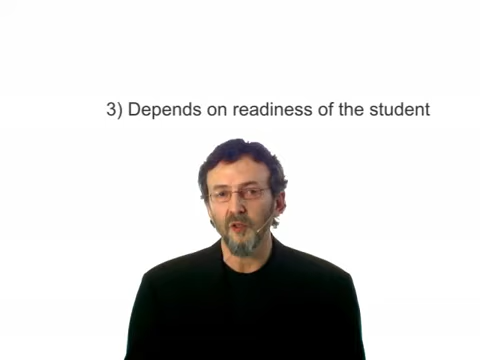 3) Depends on readiness of the student